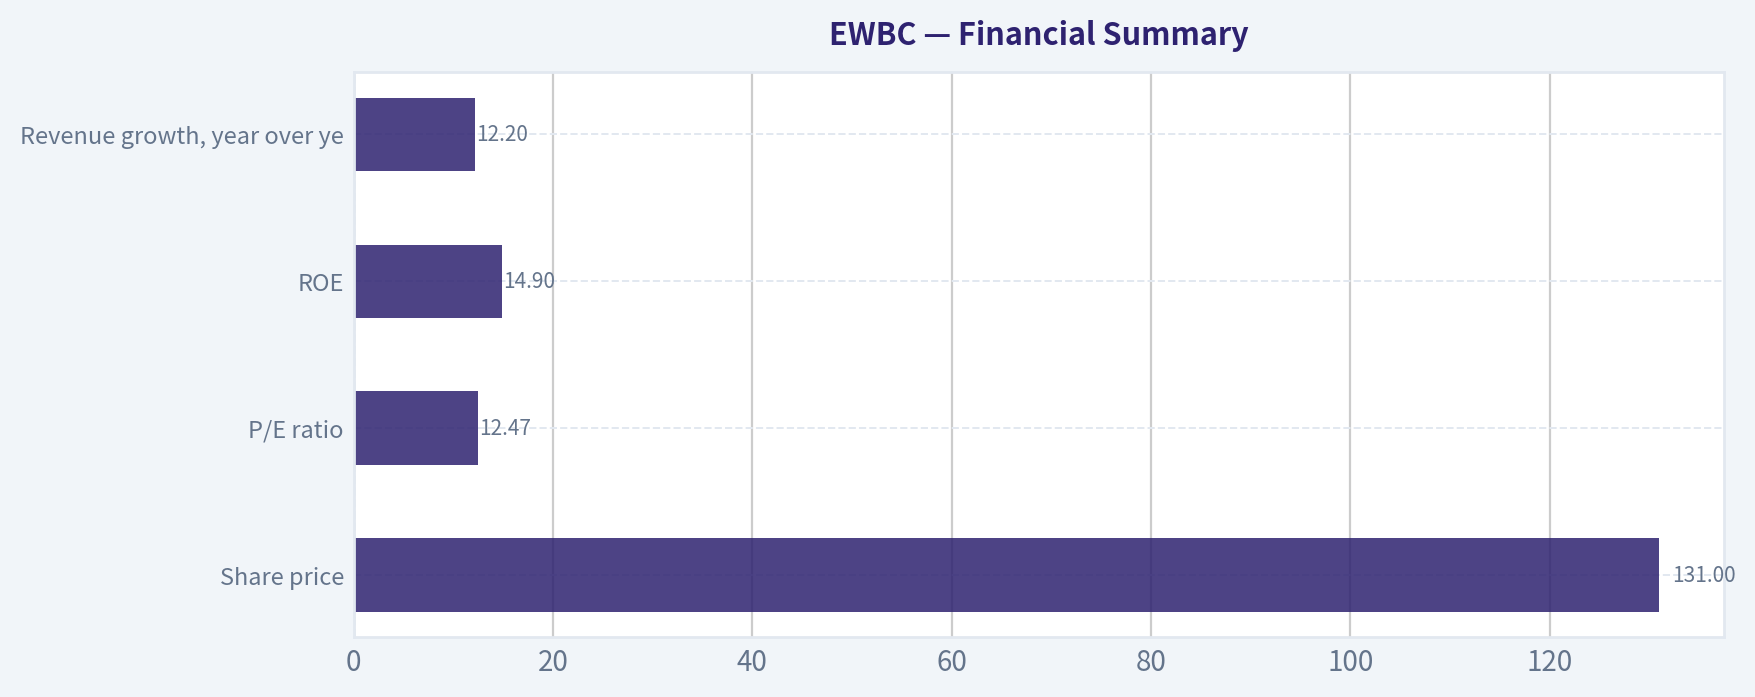 EWBC — Financial Summary
Revenue growth, year over ye
12.20
ROE
14.90
P/E ratio
12.47
Share price
131.00
0 20 40 60 80 100 120